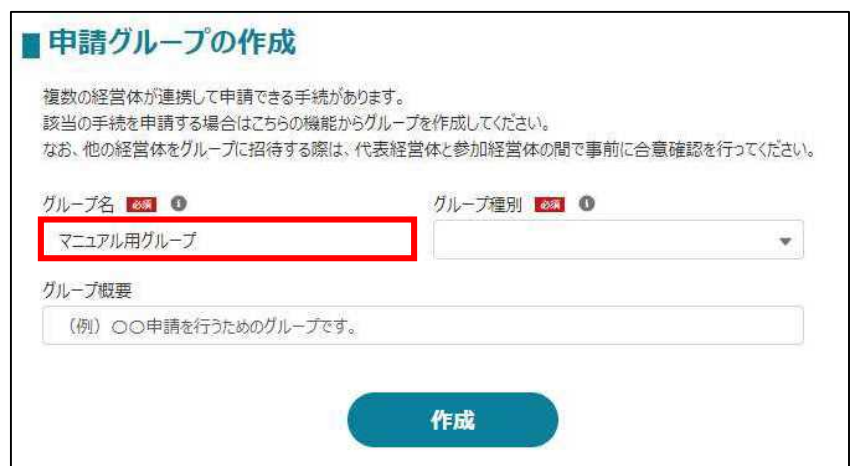 申請グループの作成
複数の経営体が連携して申請できる手続があります。
該当の手続を申請する場合はこちらの機能からグループを作成してください。
なお、他の経営体をグループに招待する際は、代表経営体と参加経営体の間で事前に合意確認を行ってください。
グループ名 必須
グループ種別 必須
マニュアル用グループ
グループ概要
（例）〇〇申請を行うためのグループです。
作成